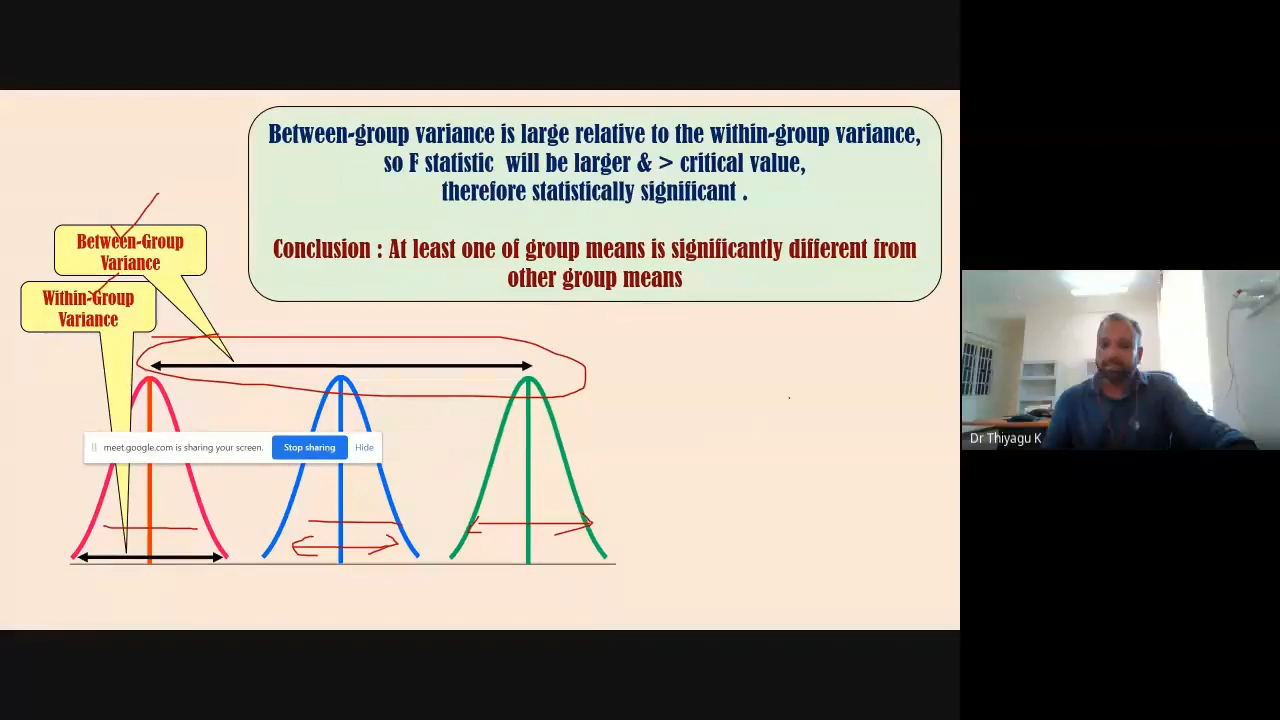 Between-group variance is large relative to the within-group variance,
so F statistic will be larger & > critical value,
therefore statistically significant .
Conclusion : At least one of group means is significantly different from
other group means
Between-Group
Variance
Within-Group
Variance
meet.google.com is sharing your screen.
Stop sharing
Hide
Dr Thiyagu K